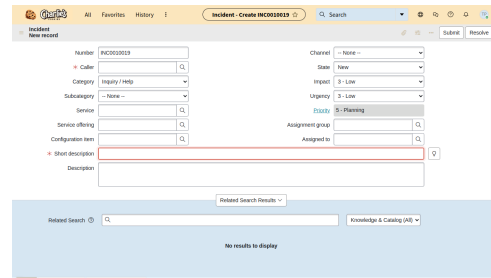 Charlie's
All Favorites History
Incident - Create INC0010019
Search
Incident
New record
Submit Resolve
Number INC0010019
Channel -- None --
Caller
State New
Category Inquiry / Help
Impact 3 - Low
Subcategory -- None --
Urgency 3 - Low
Service
Priority 5 - Planning
Service offering
Assignment group
Configuration item
Assigned to
Short description
Description
Related Search Results
Related Search
Knowledge & Catalog (All)
No results to display